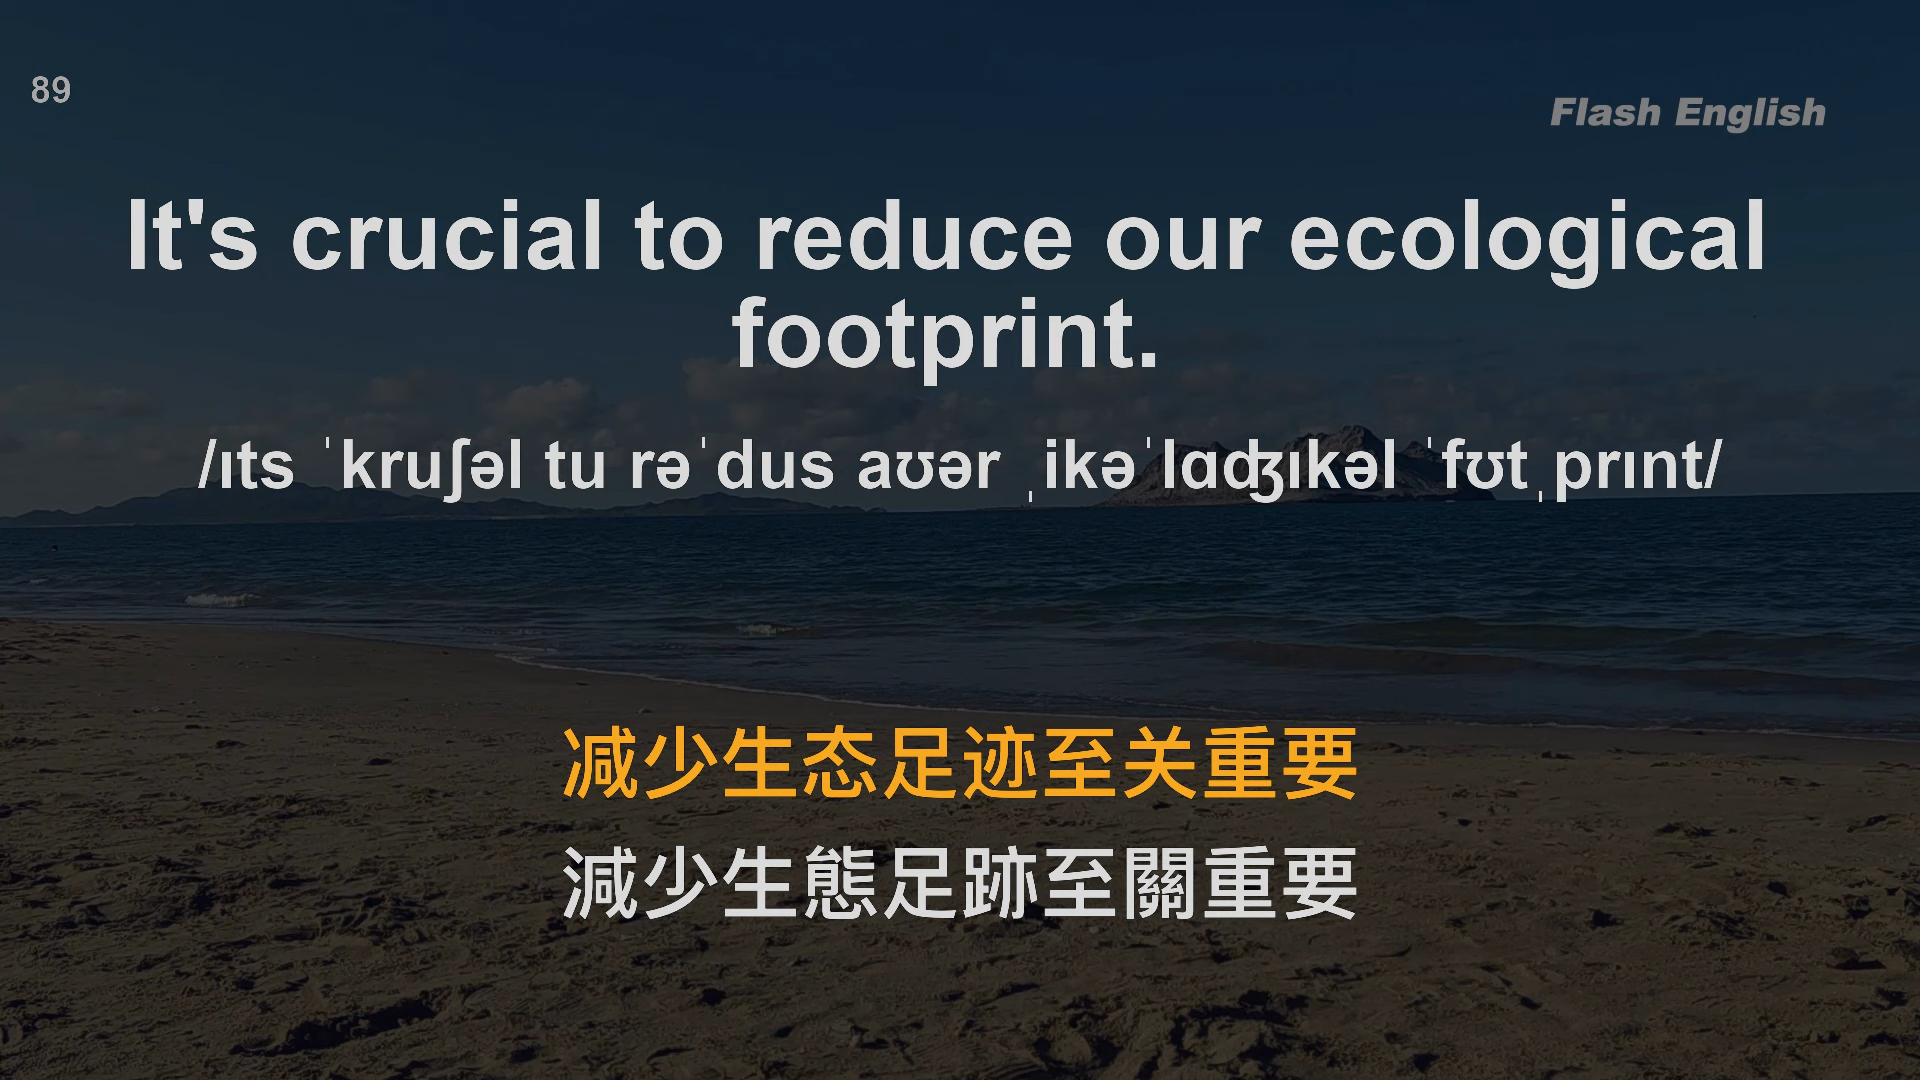 89
Flash English
It's crucial to reduce our ecological
footprint.
/ɪts ˈkruʃəl tu rəˈdus aʊər ˌikəˈlɑʤɪkəl ˈfʊtˌprɪnt/
减少生态足迹至关重要
減少生態足跡至關重要